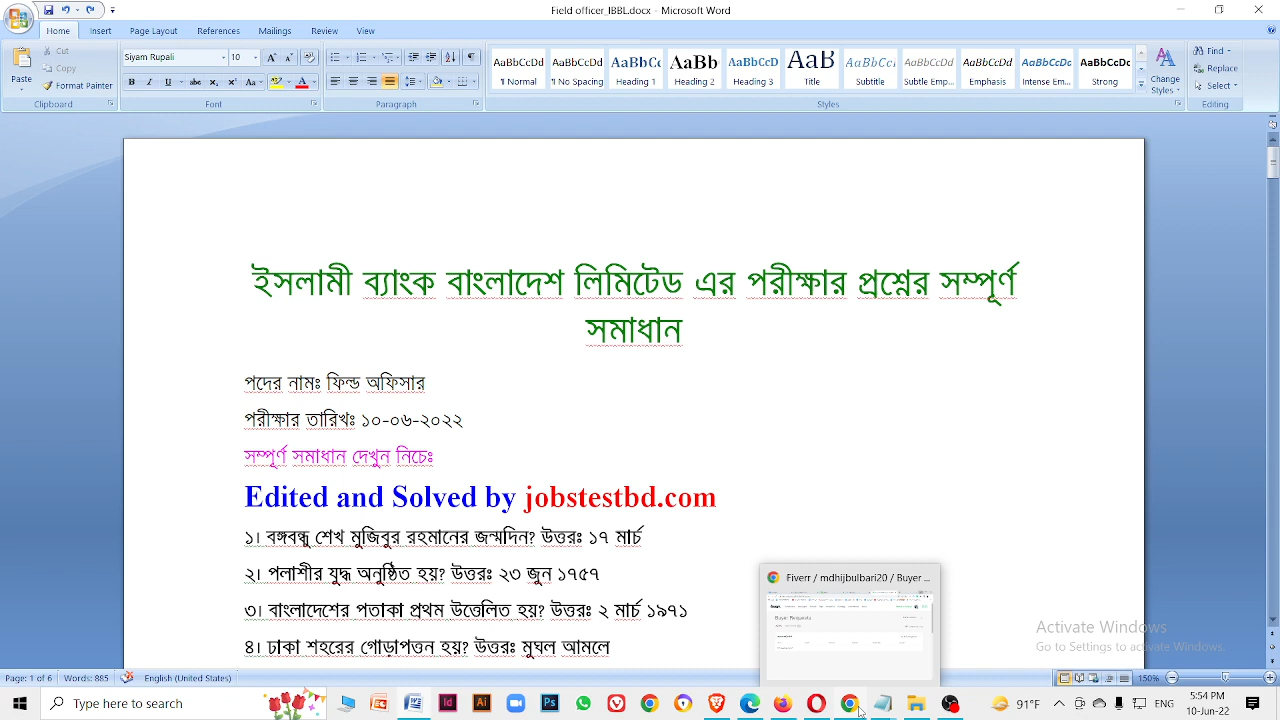 Field officer_IBBL.docx - Microsoft Word
Home Insert Page Layout References Mailings Review View
Paste
Cut
Copy
Format Painter
Clipboard
Siyam Rupali 10
Font
Paragraph
AaBbCcDd AaBbCcDd AaBbCc AaBb AaBbCcD AaB AaBbCc AaBbCcDd AaBbCcDd AaBbCcDd AaBbCcDc
¶ Normal ¶ No Spacing Heading 1 Heading 2 Heading 3 Title Subtitle Subtle Emp... Emphasis Intense Em... Strong
Change Styles
Styles
Find
Replace
Select
Editing
ইসলামী ব্যাংক বাংলাদেশ লিমিটেড এর পরীক্ষার প্রশ্নের সম্পূর্ণ
সমাধান
পদের নামঃ ফিল্ড অফিসার
পরীক্ষার তারিখঃ ১০-০৬-২০২২
সম্পূর্ণ সমাধান দেখুন নিচেঃ
Edited and Solved by jobstestbd.com
১। বঙ্গবন্ধু শেখ মুজিবুর রহমানের জন্মদিন? উত্তরঃ ১৭ মার্চ
২। পলাশীর যুদ্ধ অনুষ্ঠিত হয়? উত্তরঃ ২৩ জুন ১৭৫৭
৩। বাংলাদেশের পতাকা প্রথম উত্তেলিত হয়? উত্তরঃ ২ মার্চ ১৯৭১
৪। ঢাকা শহরের গোড়াপত্তন হয়? উত্তরঃ মুঘল আমলে
Fiverr / mdhijbulbari20 / Buyer ...
Buyer Requests
Activate Windows
Go to Settings to activate Windows.
Page: 1 of 6 Words: 885 English (United States) 150%
Type here to search
91°F ENG 5:54 PM
10-Jun-22